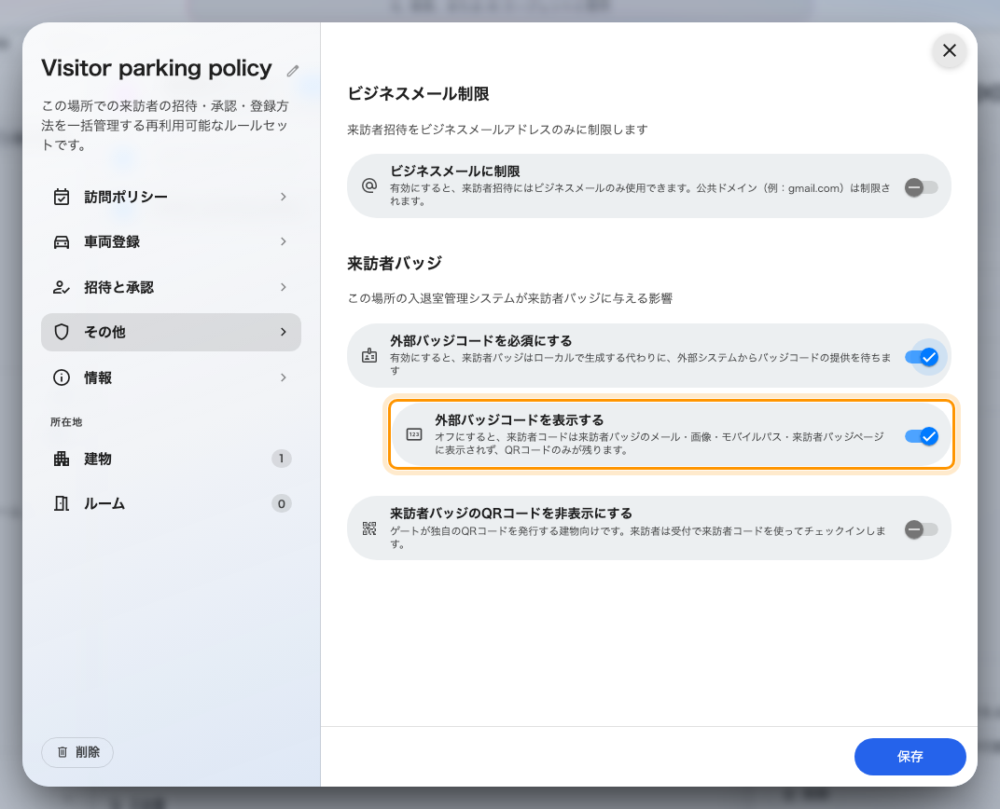 Visitor parking policy
この場所での来訪者の招待・承認・登録方
法を一括管理する再利用可能なルールセッ
トです。
訪問ポリシー
車両登録
招待と承認
その他
情報
所在地
建物 1
ルーム 0
削除
ビジネスメール制限
来訪者招待をビジネスメールアドレスのみに制限します
ビジネスメールに制限
有効にすると、来訪者招待にはビジネスメールのみ使用できます。公共ドメイン（例：gmail.com）は制限さ
れます。
来訪者バッジ
この場所の入退室管理システムが来訪者バッジに与える影響
外部バッジコードを必須にする
有効にすると、来訪者バッジはローカルで生成する代わりに、外部システムからバッジコードの提供を待ちま
す
123
外部バッジコードを表示する
オフにすると、来訪者コードは来訪者バッジのメール・画像・モバイルパス・来訪者バッジページ
に表示されず、QRコードのみが残ります。
来訪者バッジのQRコードを非表示にする
ゲートが独自のQRコードを発行する建物向けです。来訪者は受付で来訪者コードを使ってチェックインしま
す。
保存